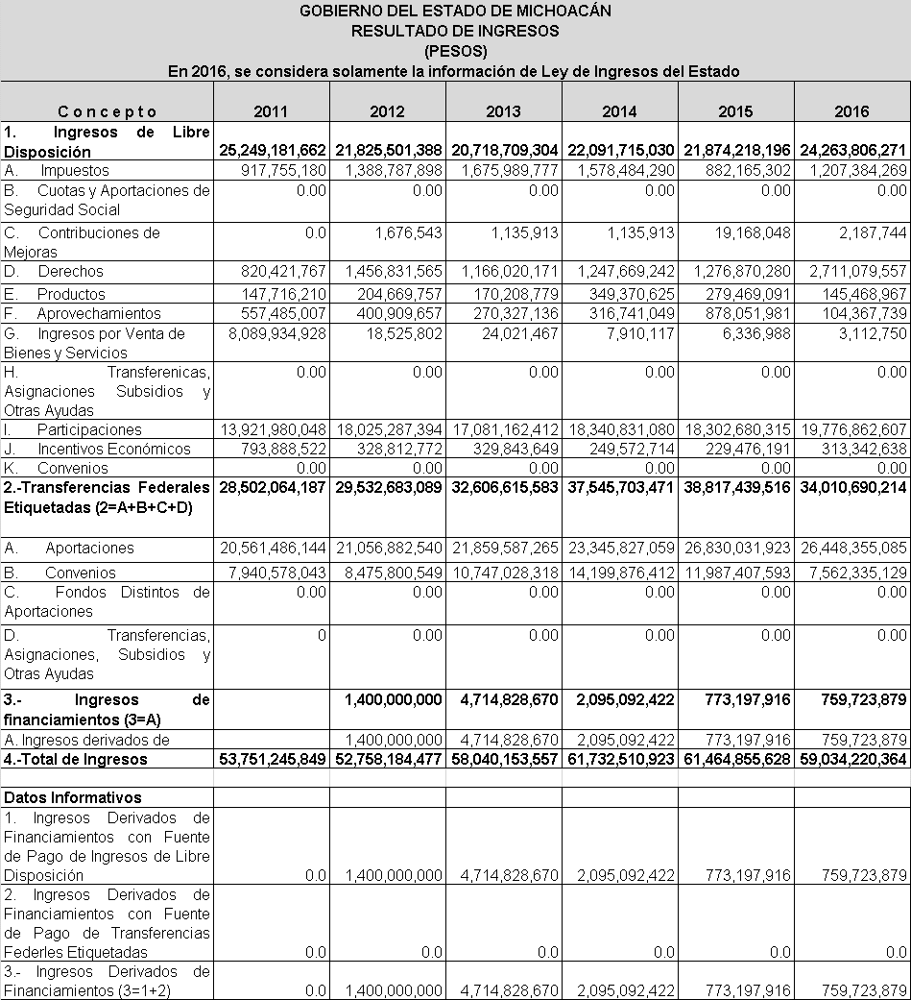 GOBIERNO DEL ESTADO DE MICHOACÁN
RESULTADO DE INGRESOS
(PESOS)
En 2016, se considera solamente la información de Ley de Ingresos del Estado
C o n c e p t o 2011 2012 2013 2014 2015 2016
1. Ingresos de Libre
Disposición 25,249,181,662 21,825,501,388 20,718,709,304 22,091,715,030 21,874,218,196 24,263,806,271
A. Impuestos 917,755,180 1,388,787,898 1,675,989,777 1,578,484,290 882,165,302 1,207,384,269
B. Cuotas y Aportaciones de 0.00 0.00 0.00 0.00 0.00 0.00
Seguridad Social
C. Contribuciones de 0.0 1,676,543 1,135,913 1,135,913 19,168,048 2,187,744
Mejoras
D. Derechos 820,421,767 1,456,831,565 1,166,020,171 1,247,669,242 1,276,870,280 2,711,079,557
E. Productos 147,716,210 204,669,757 170,208,779 349,370,625 279,469,091 145,468,967
F. Aprovechamientos 557,485,007 400,909,657 270,327,136 316,741,049 878,051,981 104,367,739
G. Ingresos por Venta de 8,089,934,928 18,525,802 24,021,467 7,910,117 6,336,988 3,112,750
Bienes y Servicios
H. Transferenicas, 0.00 0.00 0.00 0.00 0.00 0.00
Asignaciones Subsidios y
Otras Ayudas
I. Participaciones 13,921,980,048 18,025,287,394 17,081,162,412 18,340,831,080 18,302,680,315 19,776,862,607
J. Incentivos Económicos 793,888,522 328,812,772 329,843,649 249,572,714 229,476,191 313,342,638
K. Convenios 0.00 0.00 0.00 0.00 0.00 0.00
2.-Transferencias Federales 28,502,064,187 29,532,683,089 32,606,615,583 37,545,703,471 38,817,439,516 34,010,690,214
Etiquetadas (2=A+B+C+D)
A. Aportaciones 20,561,486,144 21,056,882,540 21,859,587,265 23,345,827,059 26,830,031,923 26,448,355,085
B. Convenios 7,940,578,043 8,475,800,549 10,747,028,318 14,199,876,412 11,987,407,593 7,562,335,129
C. Fondos Distintos de 0.00 0.00 0.00 0.00 0.00 0.00
Aportaciones
D. Transferencias, 0 0.00 0.00 0.00 0.00 0.00
Asignaciones, Subsidios y
Otras Ayudas
3.- Ingresos de 1,400,000,000 4,714,828,670 2,095,092,422 773,197,916 759,723,879
financiamientos (3=A)
A. Ingresos derivados de 1,400,000,000 4,714,828,670 2,095,092,422 773,197,916 759,723,879
4.-Total de Ingresos 53,751,245,849 52,758,184,477 58,040,153,557 61,732,510,923 61,464,855,628 59,034,220,364
Datos Informativos
1. Ingresos Derivados de
Financiamientos con Fuente
de Pago de Ingresos de Libre
Disposición 0.0 1,400,000,000 4,714,828,670 2,095,092,422 773,197,916 759,723,879
2. Ingresos Derivados de
Financiamientos con Fuente
de Pago de Transferencias
Federles Etiquetadas 0.0 0.0 0.0 0.0 0.0 0.0
3.- Ingresos Derivados de
Financiamientos (3=1+2) 0.0 1,400,000,000 4,714,828,670 2,095,092,422 773,197,916 759,723,879